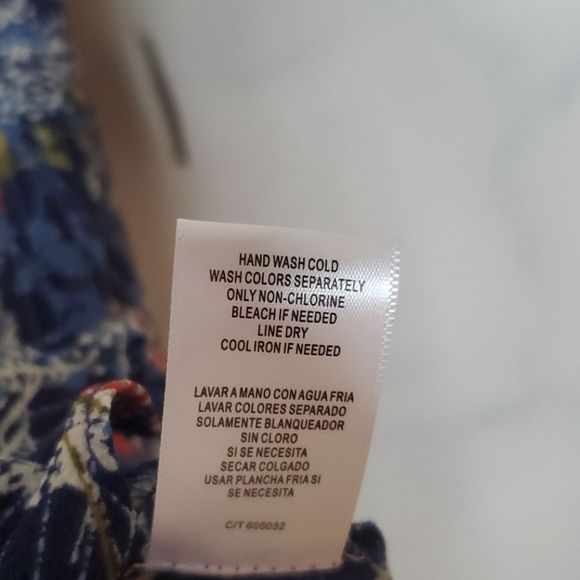 HAND WASH COLD
WASH COLORS SEPARATELY
ONLY NON-CHLORINE
BLEACH IF NEEDED
LINE DRY
COOL IRON IF NEEDED
LAVAR A MANO CON AGUA FRIA
LAVAR COLORES SEPARADO
SOLAMENTE BLANQUEADOR
SIN CLORO
SI SE NECESITA
SECAR COLGADO
USAR PLANCHA FRIA SI
SE NECESITA
C/T 605032